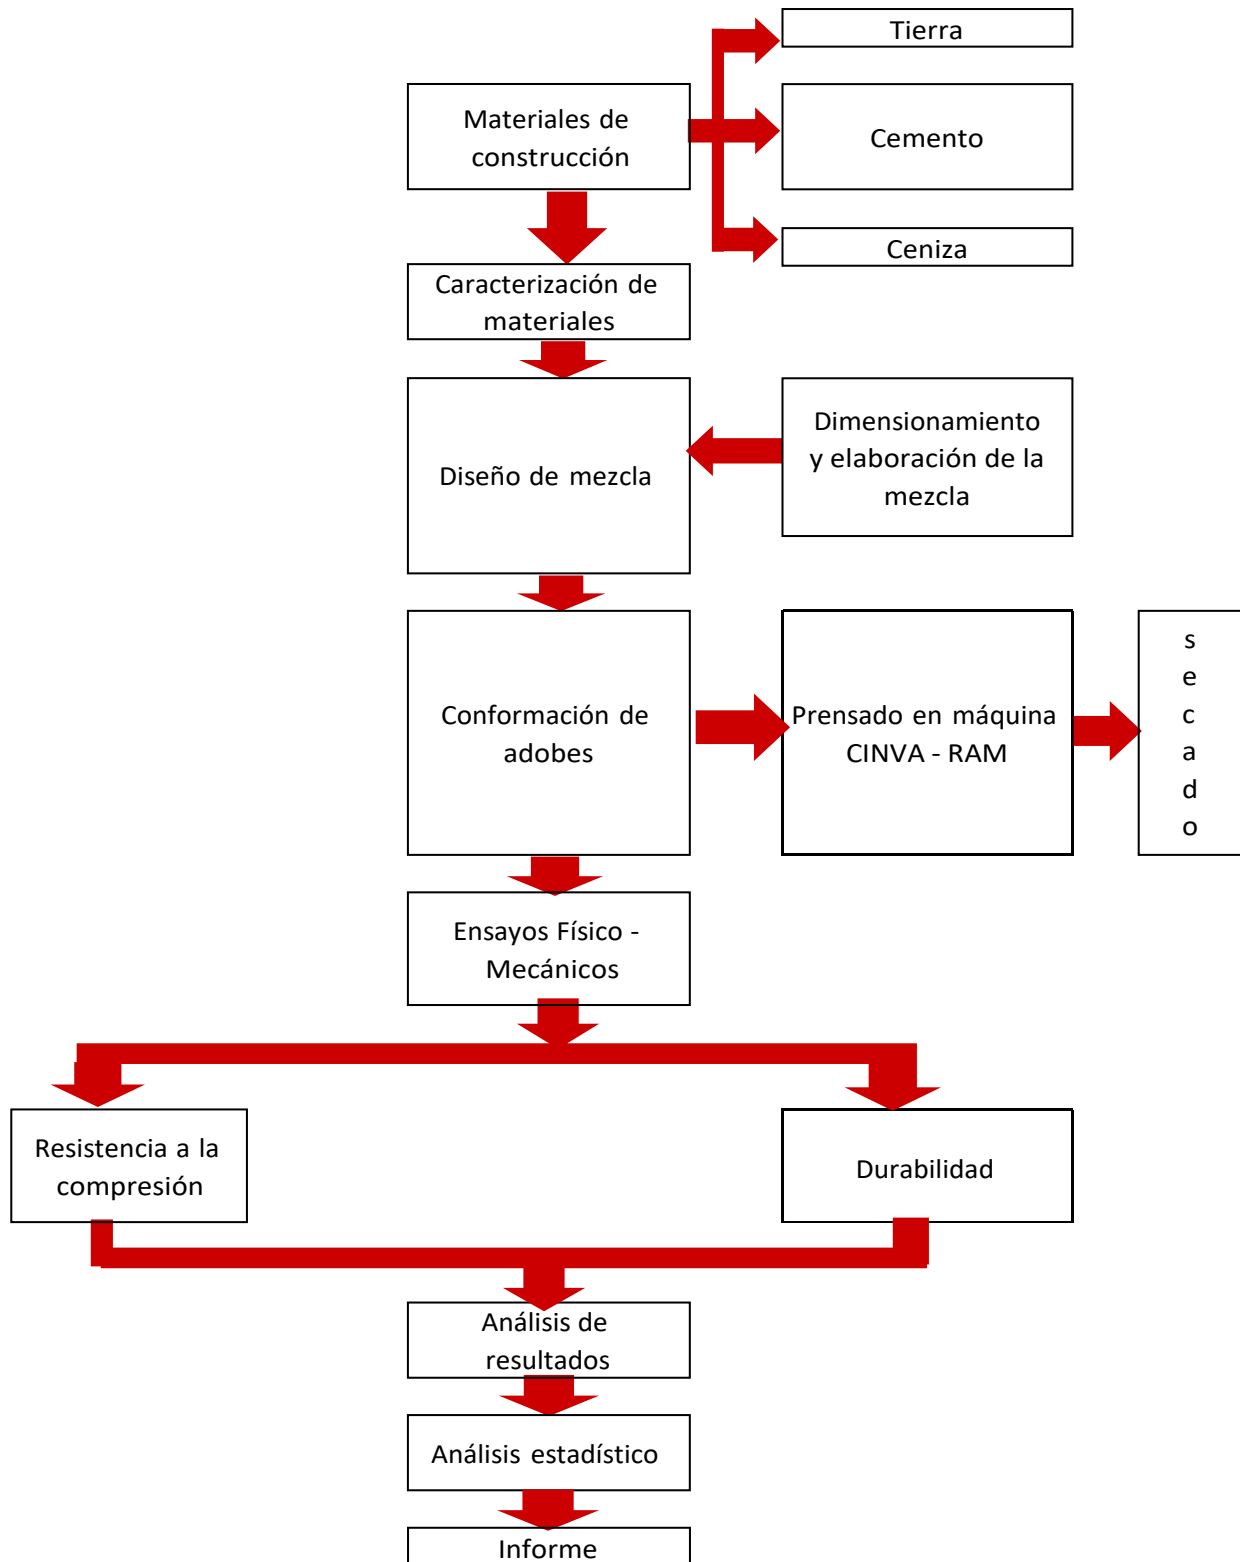 Tierra
Materiales de
construcción
Cemento
Ceniza
Caracterización de
materiales
Dimensionamiento
y elaboración de la
mezcla
Diseño de mezcla
Conformación de
adobes
Prensado en máquina
CINVA - RAM
s
e
c
a
d
o
Ensayos Físico -
Mecánicos
Resistencia a la
compresión
Durabilidad
Análisis de
resultados
Análisis estadístico
Informe